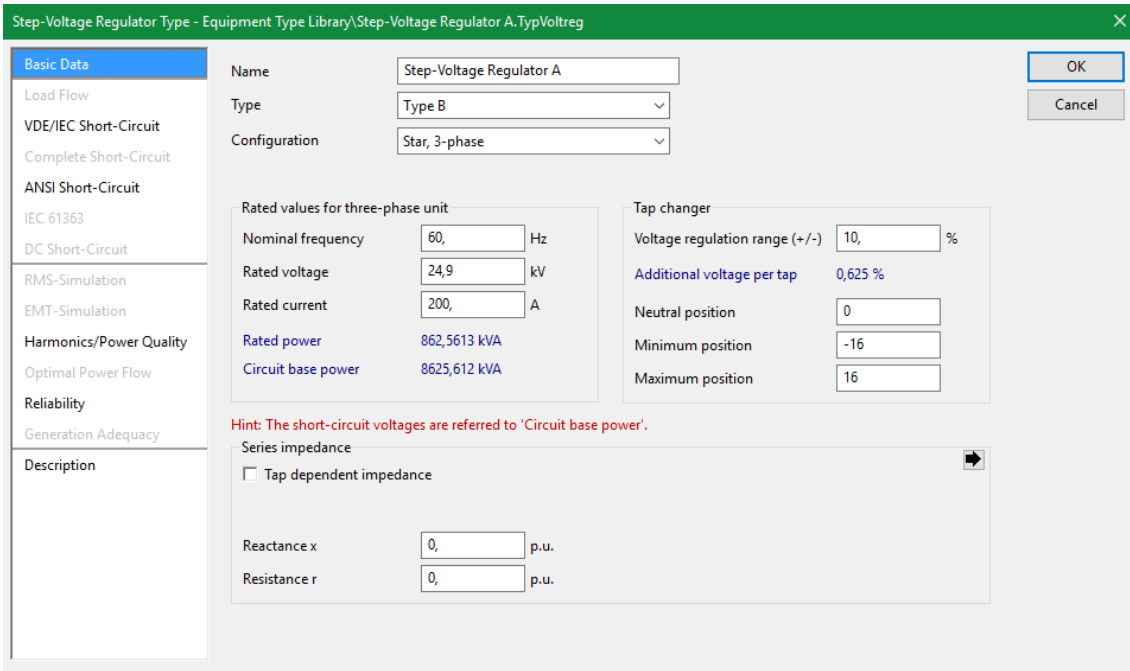 Step-Voltage Regulator Type - Equipment Type Library\Step-Voltage Regulator A.TypVoltreg
Basic Data
Load Flow
VDE/IEC Short-Circuit
Complete Short-Circuit
ANSI Short-Circuit
IEC 61363
DC Short-Circuit
RMS-Simulation
EMT-Simulation
Harmonics/Power Quality
Optimal Power Flow
Reliability
Generation Adequacy
Description
Name Step-Voltage Regulator A
Type Type B
Configuration Star, 3-phase
OK
Cancel
Rated values for three-phase unit
Nominal frequency 60, Hz
Rated voltage 24,9 kV
Rated current 200, A
Rated power 862,5613 kVA
Circuit base power 8625,612 kVA
Tap changer
Voltage regulation range (+/-) 10, %
Additional voltage per tap 0,625 %
Neutral position 0
Minimum position -16
Maximum position 16
Hint: The short-circuit voltages are referred to 'Circuit base power'.
Series impedance
Tap dependent impedance
Reactance x 0, p.u.
Resistance r 0, p.u.